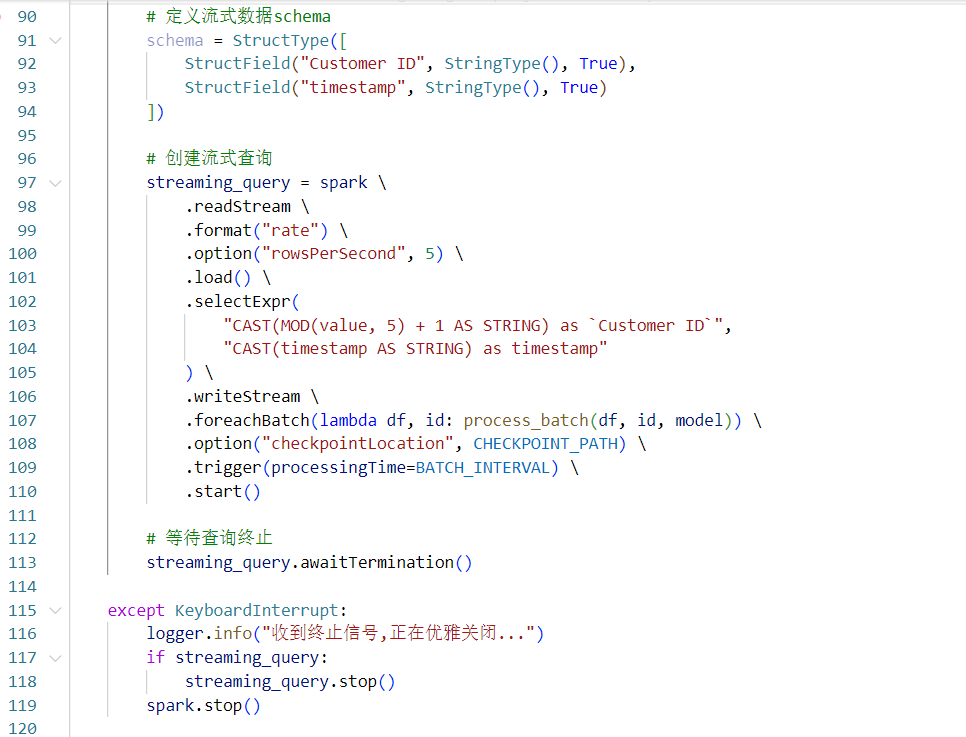 90 # 定义流式数据schema
91 schema = StructType([
92 StructField("Customer ID", StringType(), True),
93 StructField("timestamp", StringType(), True)
94 ])
95
96 # 创建流式查询
97 streaming_query = spark \
98 .readStream \
99 .format("rate") \
100 .option("rowsPerSecond", 5) \
101 .load() \
102 .selectExpr(
103 "CAST(MOD(value, 5) + 1 AS STRING) as `Customer ID`",
104 "CAST(timestamp AS STRING) as timestamp"
105 ) \
106 .writeStream \
107 .foreachBatch(lambda df, id: process_batch(df, id, model)) \
108 .option("checkpointLocation", CHECKPOINT_PATH) \
109 .trigger(processingTime=BATCH_INTERVAL) \
110 .start()
111
112 # 等待查询终止
113 streaming_query.awaitTermination()
114
115 except KeyboardInterrupt:
116 logger.info("收到终止信号,正在优雅关闭...")
117 if streaming_query:
118 streaming_query.stop()
119 spark.stop()
120